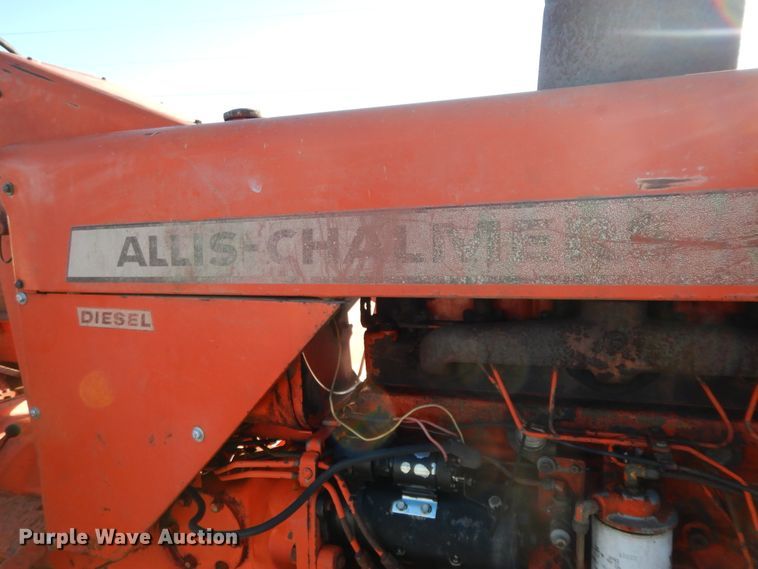 ALLIS-CHALMERS
DIESEL
Purple Wave Auction